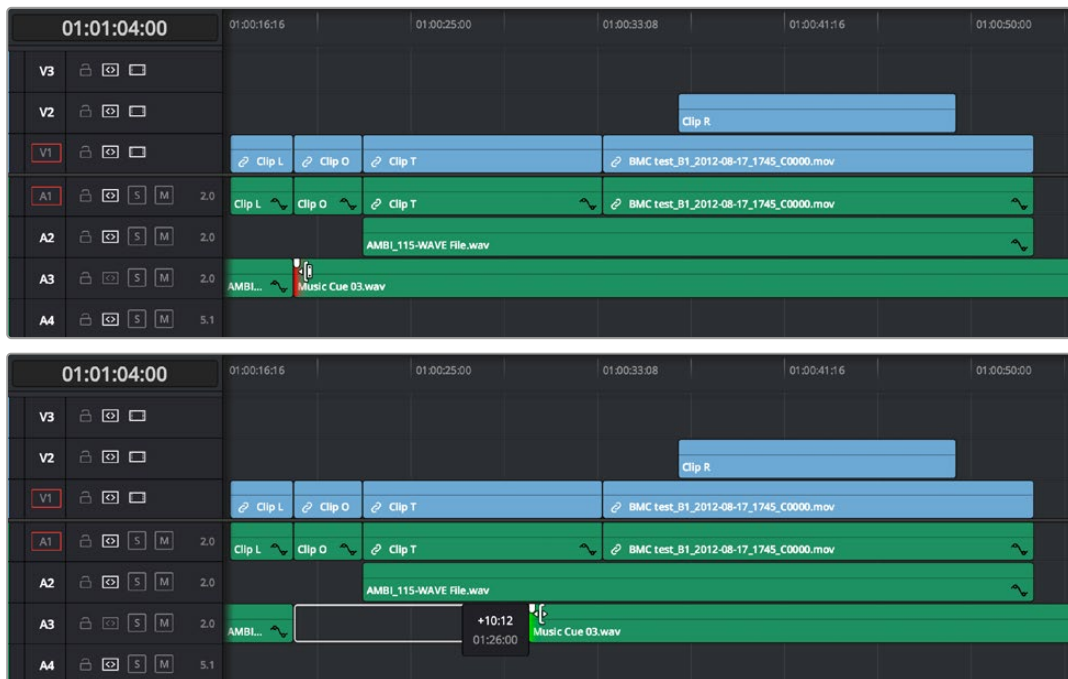 01:01:04:00
01:00:16:16 01:00:25:00 01:00:33:08 01:00:41:16 01:00:50:00
V3
V2
Clip R
V1
Clip L Clip O Clip T BMC test_B1_2012-08-17_1745_C0000.mov
A1 S M 2.0
Clip L Clip O Clip T BMC test_B1_2012-08-17_1745_C0000.mov
A2 S M 2.0
AMBI_115-WAVE File.wav
A3 S M 2.0
AMBI... Music Cue 03.wav
A4 S M 5.1
01:01:04:00
01:00:16:16 01:00:25:00 01:00:33:08 01:00:41:16 01:00:50:00
V3
V2
Clip R
V1
Clip L Clip O Clip T BMC test_B1_2012-08-17_1745_C0000.mov
A1 S M 2.0
Clip L Clip O Clip T BMC test_B1_2012-08-17_1745_C0000.mov
A2 S M 2.0
AMBI_115-WAVE File.wav
A3 S M 2.0
+10:12
01:26:00
AMBI... Music Cue 03.wav
A4 S M 5.1